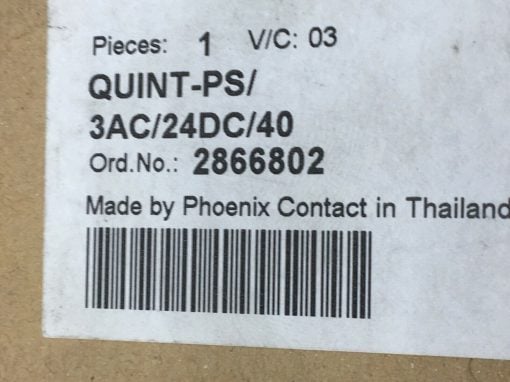 Pieces: 1 V/C: 03
QUINT-PS/
3AC/24DC/40
Ord.No.: 2866802
Made by Phoenix Contact in Thailand